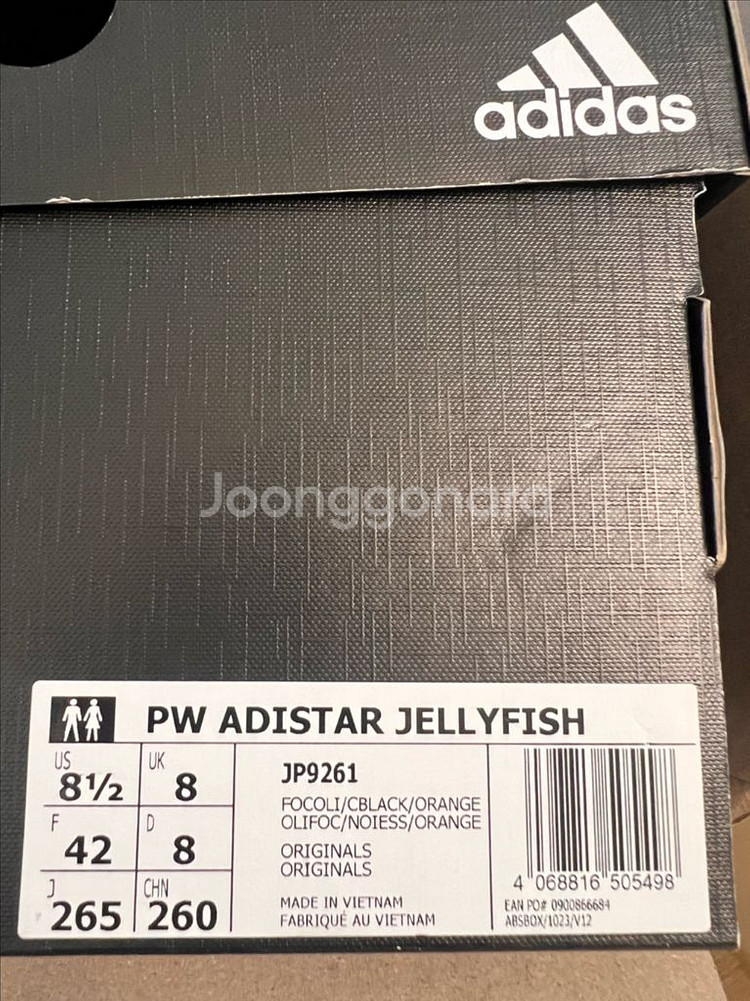 adidas
Joonggonara
PW ADISTAR JELLYFISH
US 8½ UK 8
F 42 D 8
J 265 CHN 260
JP9261
FOCOLI/CBLACK/ORANGE
OLIFOC/NOIESS/ORANGE
ORIGINALS
ORIGINALS
MADE IN VIETNAM
FABRIQUÉ AU VIETNAM
4 068816 505498
EAN PO# 0900866684
ABSBOX/1023/V12